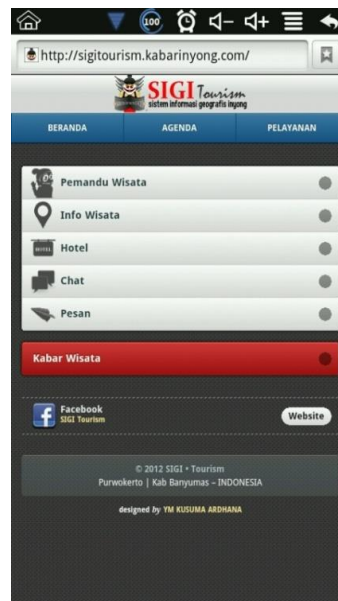 100
http://sigitourism.kabarinyong.com/
SIGI Tourism
sistem informasi geografis inyong
BERANDA AGENDA PELAYANAN
Pemandu Wisata
Info Wisata
HOTEL Hotel
Chat
Pesan
Kabar Wisata
Facebook
SIGI Tourism
Website
© 2012 SIGI • Tourism
Purwokerto | Kab Banyumas – INDONESIA
designed by YM KUSUMA ARDHANA